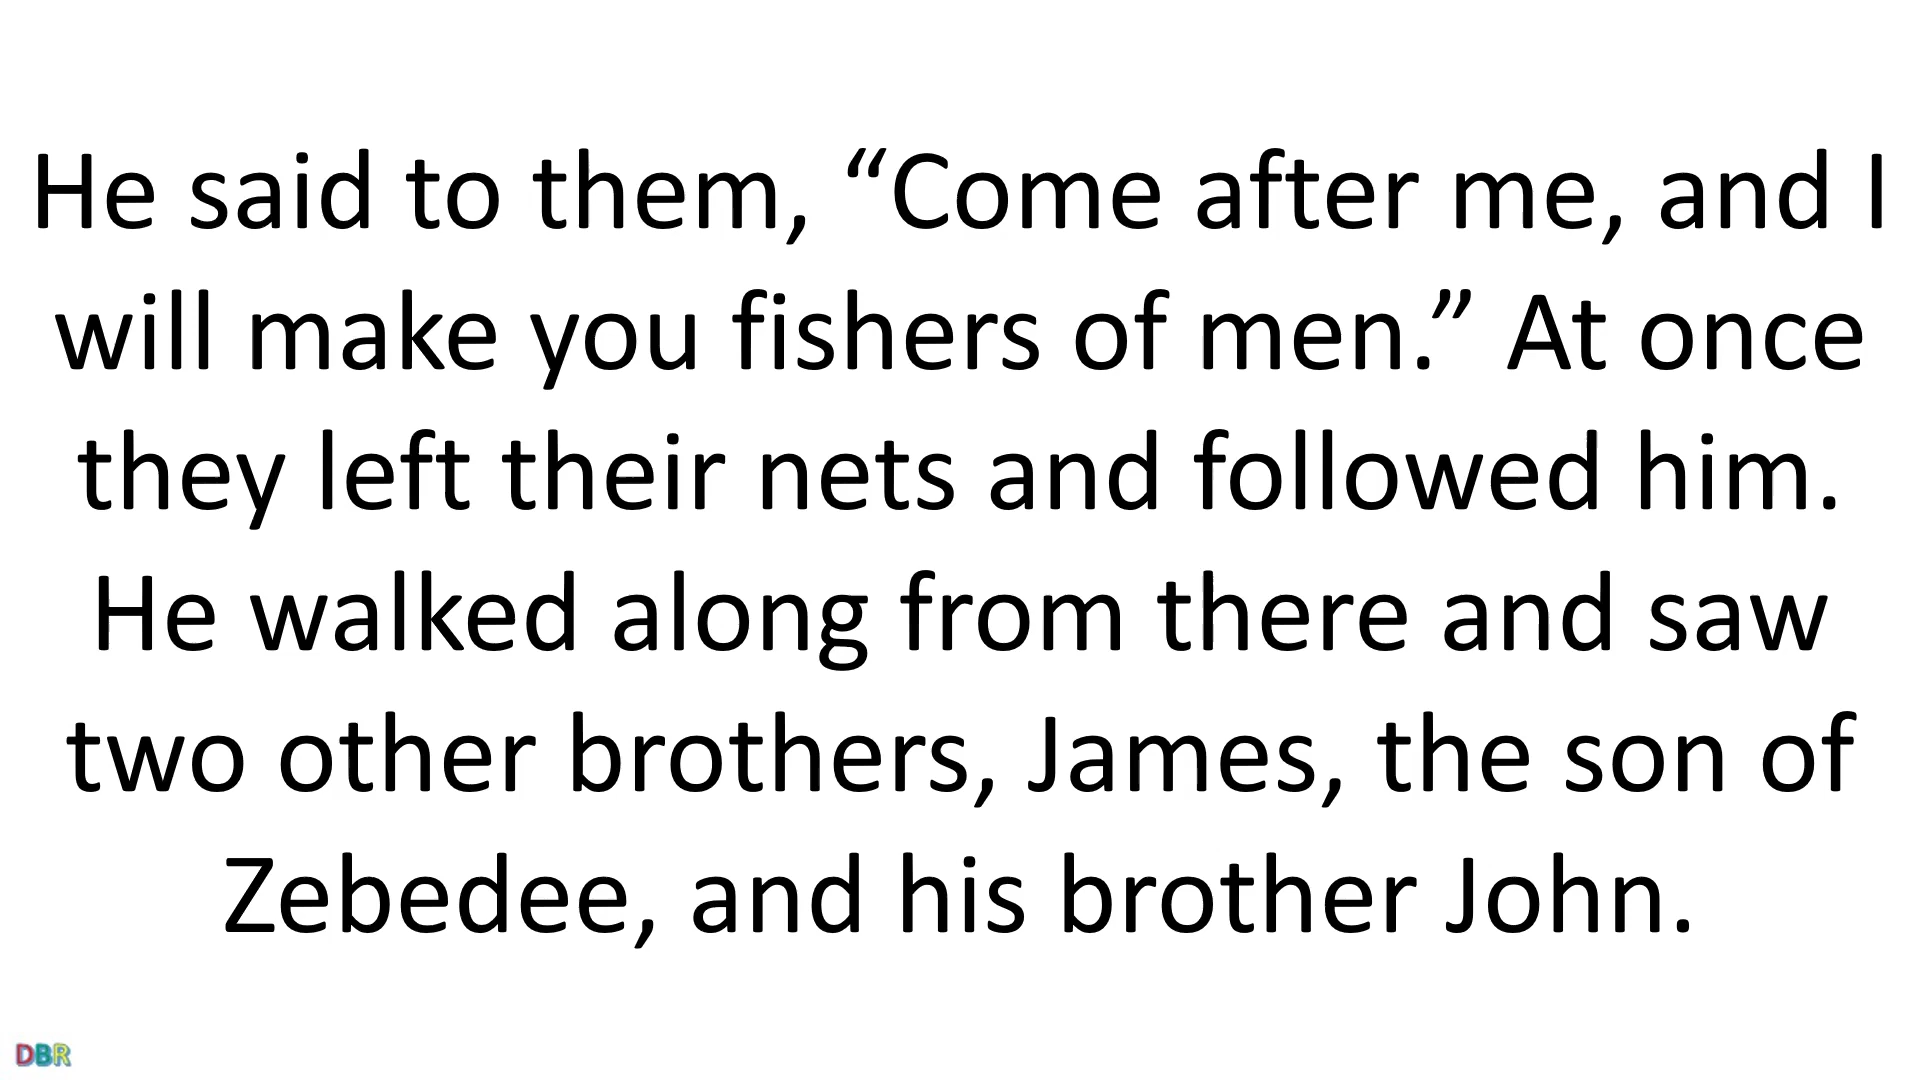 He said to them, “Come after me, and I
will make you fishers of men.” At once
they left their nets and followed him.
He walked along from there and saw
two other brothers, James, the son of
Zebedee, and his brother John.
DBR